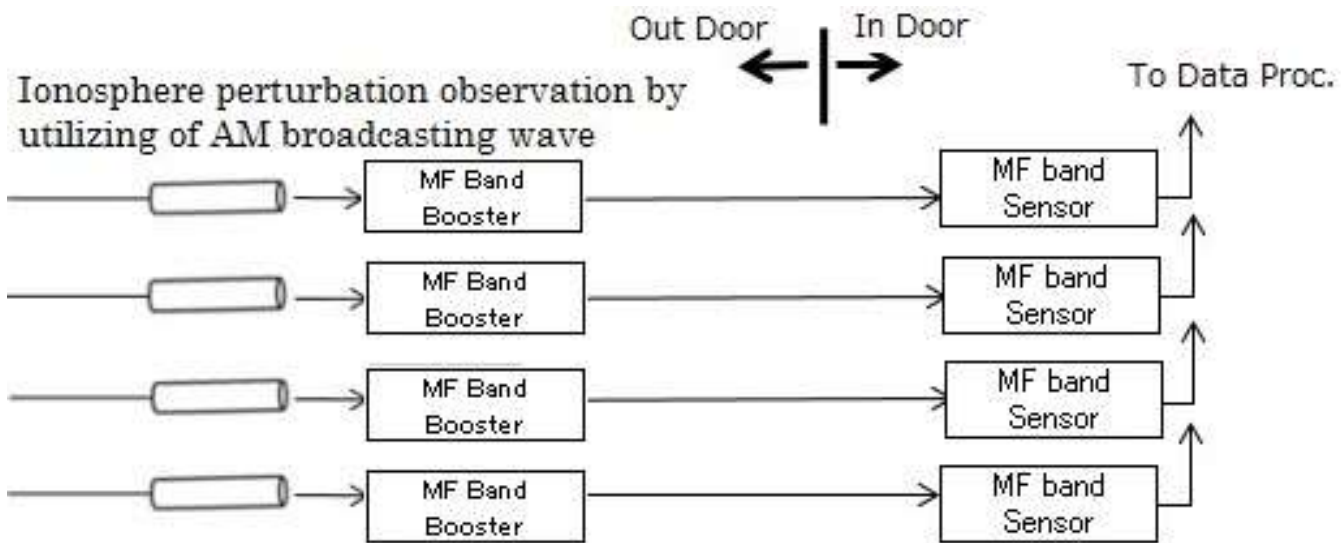 Out Door
In Door
To Data Proc.
Ionosphere perturbation observation by
utilizing of AM broadcasting wave
MF Band
Booster
MF band
Sensor
MF Band
Booster
MF band
Sensor
MF Band
Booster
MF band
Sensor
MF Band
Booster
MF band
Sensor